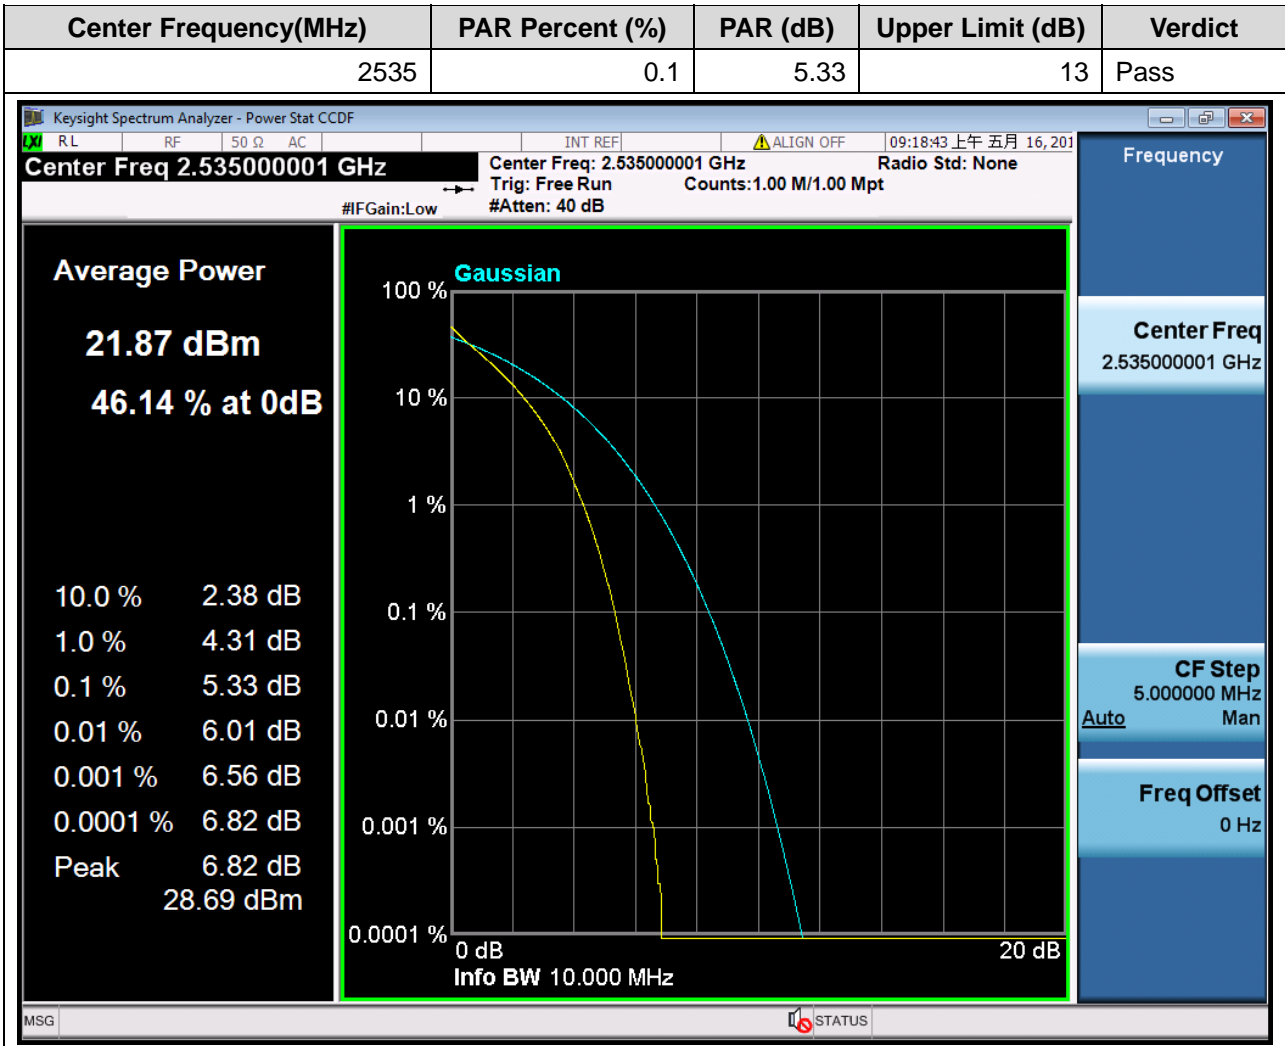 Center Frequency(MHz) PAR Percent (%) PAR (dB) Upper Limit (dB) Verdict
2535 0.1 5.33 13 Pass
Keysight Spectrum Analyzer - Power Stat CCDF
LXI RL RF 50 Ω AC INT REF ALIGN OFF 09:18:43 上午 五月 16, 201
Center Freq 2.535000001 GHz
Center Freq: 2.535000001 GHz Radio Std: None
Trig: Free Run Counts:1.00 M/1.00 Mpt
#IFGain:Low #Atten: 40 dB
Frequency
Average Power
21.87 dBm
46.14 % at 0dB
10.0 % 2.38 dB
1.0 % 4.31 dB
0.1 % 5.33 dB
0.01 % 6.01 dB
0.001 % 6.56 dB
0.0001 % 6.82 dB
Peak 6.82 dB
28.69 dBm
Gaussian
100 %
10 %
1 %
0.1 %
0.01 %
0.001 %
0.0001 %
0 dB 20 dB
Info BW 10.000 MHz
Center Freq
2.535000001 GHz
CF Step
5.000000 MHz
Auto Man
Freq Offset
0 Hz
MSG STATUS